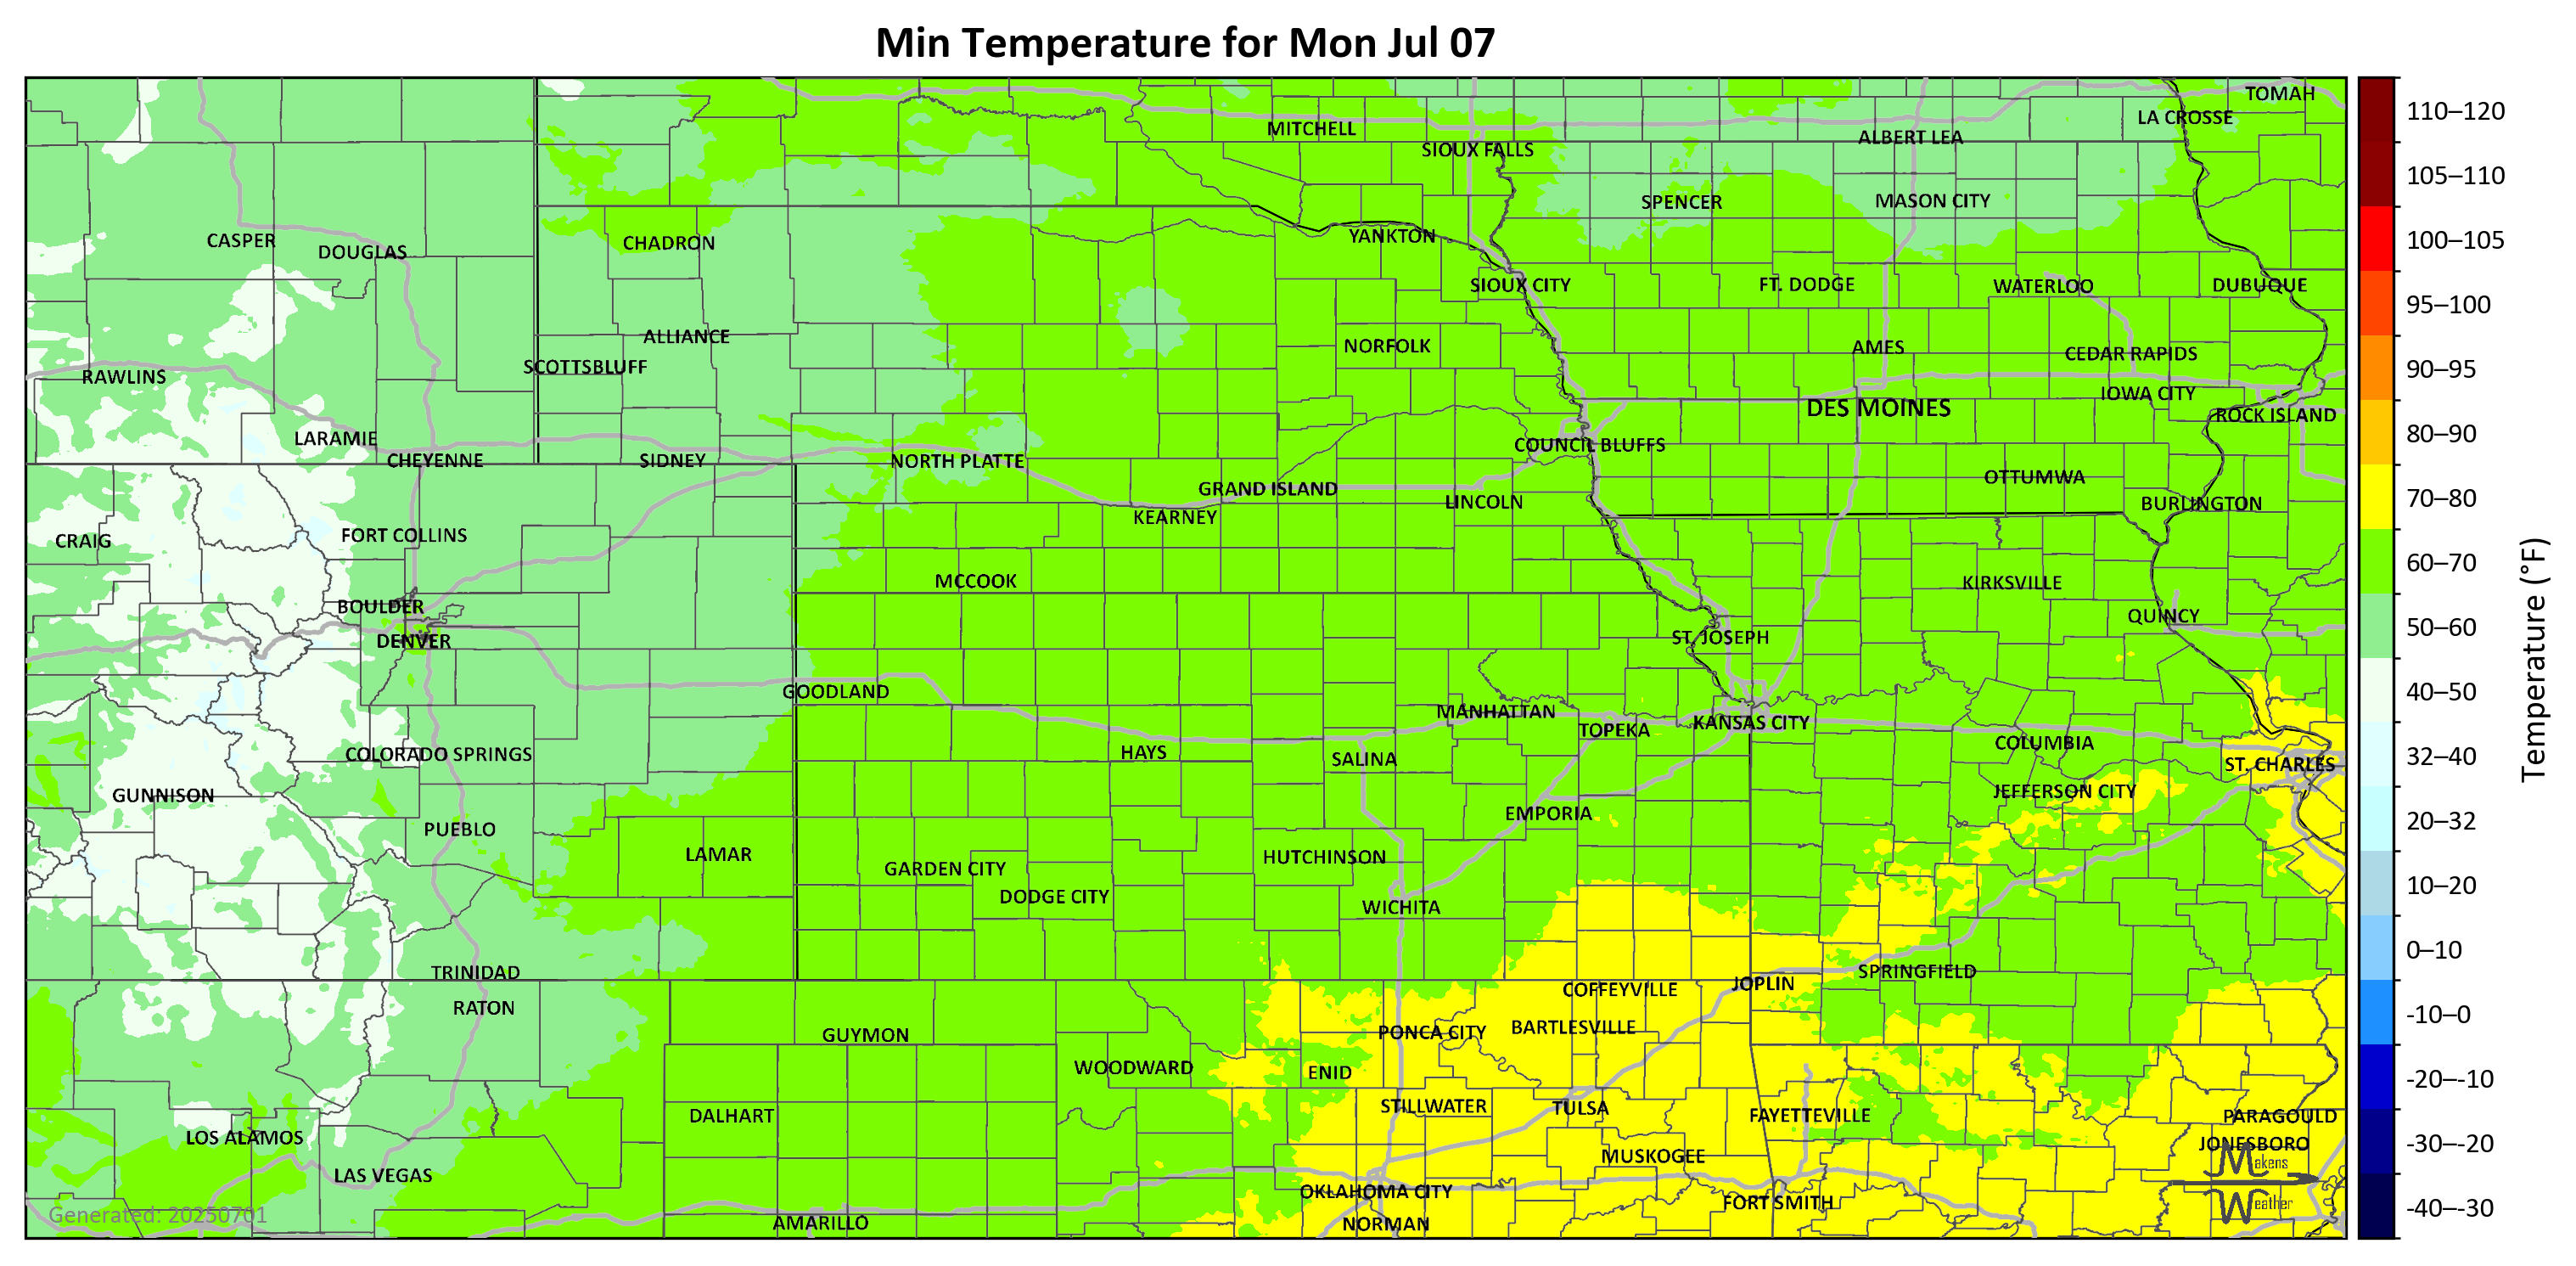 Min Temperature for Mon Jul 07
TOMAH
LA CROSSE
MITCHELL
ALBERT LEA
SIOUX FALLS
SPENCER
MASON CITY
CASPER
DOUGLAS
CHADRON
YANKTON
SIOUX CITY
FT. DODGE
WATERLOO
DUBUQUE
ALLIANCE
NORFOLK
AMES
CEDAR RAPIDS
SCOTTSBLUFF
RAWLINS
IOWA CITY
DES MOINES
ROCK ISLAND
LARAMIE
COUNCIL BLUFFS
CHEYENNE
SIDNEY
NORTH PLATTE
OTTUMWA
GRAND ISLAND
LINCOLN
BURLINGTON
KEARNEY
CRAIG
FORT COLLINS
MCCOOK
KIRKSVILLE
BOULDER
QUINCY
DENVER
ST. JOSEPH
GOODLAND
MANHATTAN
KANSAS CITY
TOPEKA
COLUMBIA
COLORADO SPRINGS
HAYS
SALINA
ST. CHARLES
GUNNISON
JEFFERSON CITY
EMPORIA
PUEBLO
LAMAR
HUTCHINSON
GARDEN CITY
DODGE CITY
WICHITA
TRINIDAD
SPRINGFIELD
JOPLIN
COFFEYVILLE
RATON
GUYMON
PONCA CITY
BARTLESVILLE
WOODWARD
ENID
DALHART
STILLWATER
TULSA
FAYETTEVILLE
PARAGOULD
LOS ALAMOS
JONESBORO
LAS VEGAS
MUSKOGEE
Makens
OKLAHOMA CITY
FORT SMITH
Weather
Generated: 20250701
AMARILLO
NORMAN
110–120
105–110
100–105
95–100
90–95
80–90
70–80
60–70
50–60
40–50
32–40
20–32
10–20
0–10
-10–0
-20–-10
-30–-20
-40–-30
Temperature (°F)